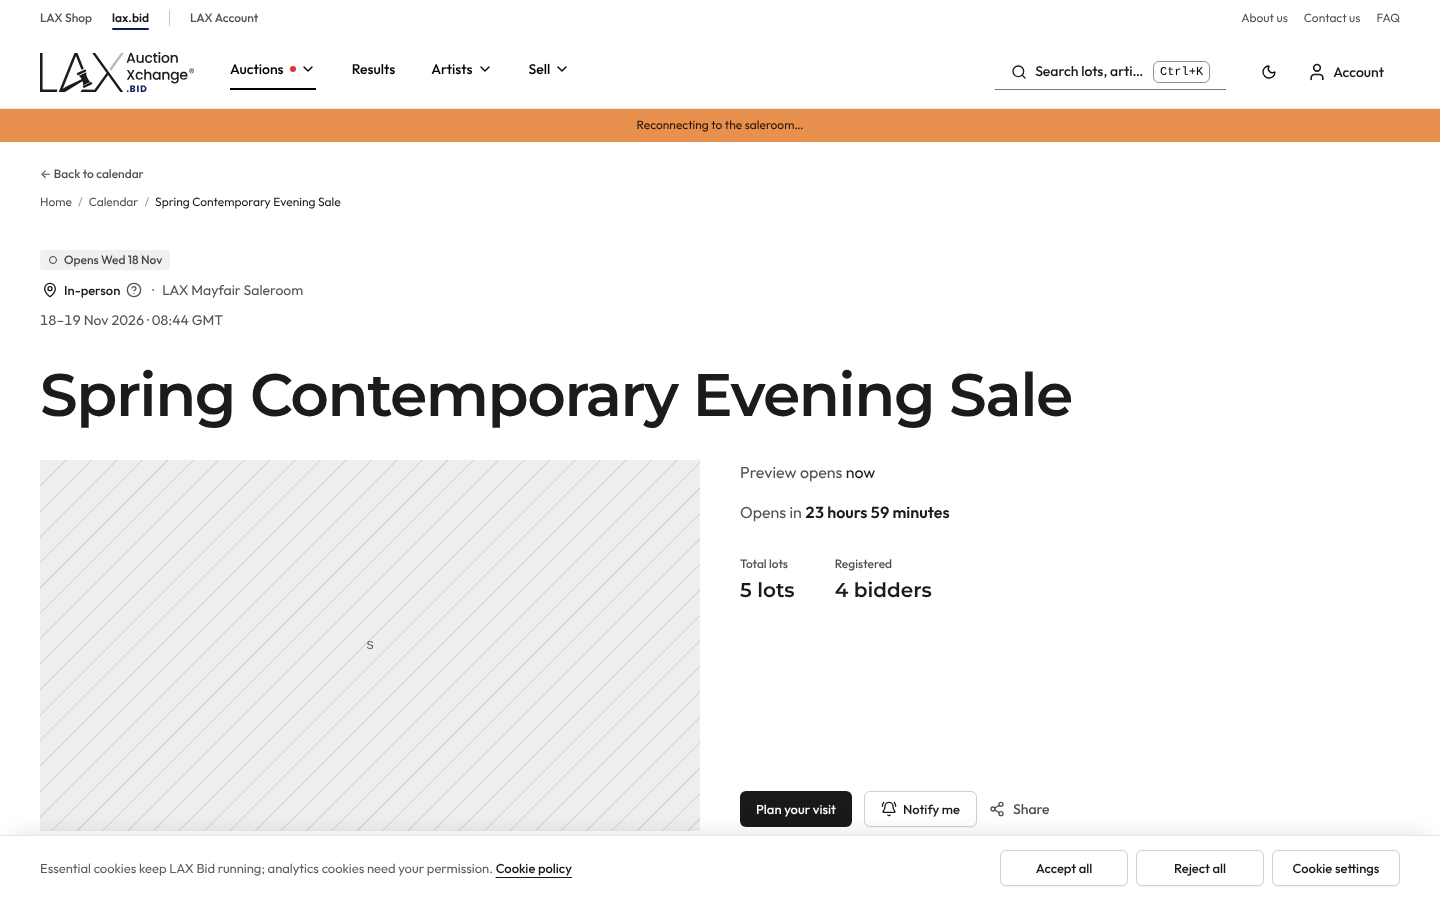 LAX Shop
lax.bid
LAX Account
About us
Contact us
FAQ
LAX Auction Xchange® .BID
Auctions
Results
Artists
Sell
Search lots, arti...
Ctrl+K
Account
Reconnecting to the saleroom...
← Back to calendar
Home / Calendar / Spring Contemporary Evening Sale
Opens Wed 18 Nov
In-person · LAX Mayfair Saleroom
18–19 Nov 2026 · 08:44 GMT
Spring Contemporary Evening Sale
S
Preview opens now
Opens in 23 hours 59 minutes
Total lots
5 lots
Registered
4 bidders
Plan your visit
Notify me
Share
Essential cookies keep LAX Bid running; analytics cookies need your permission. Cookie policy
Accept all
Reject all
Cookie settings